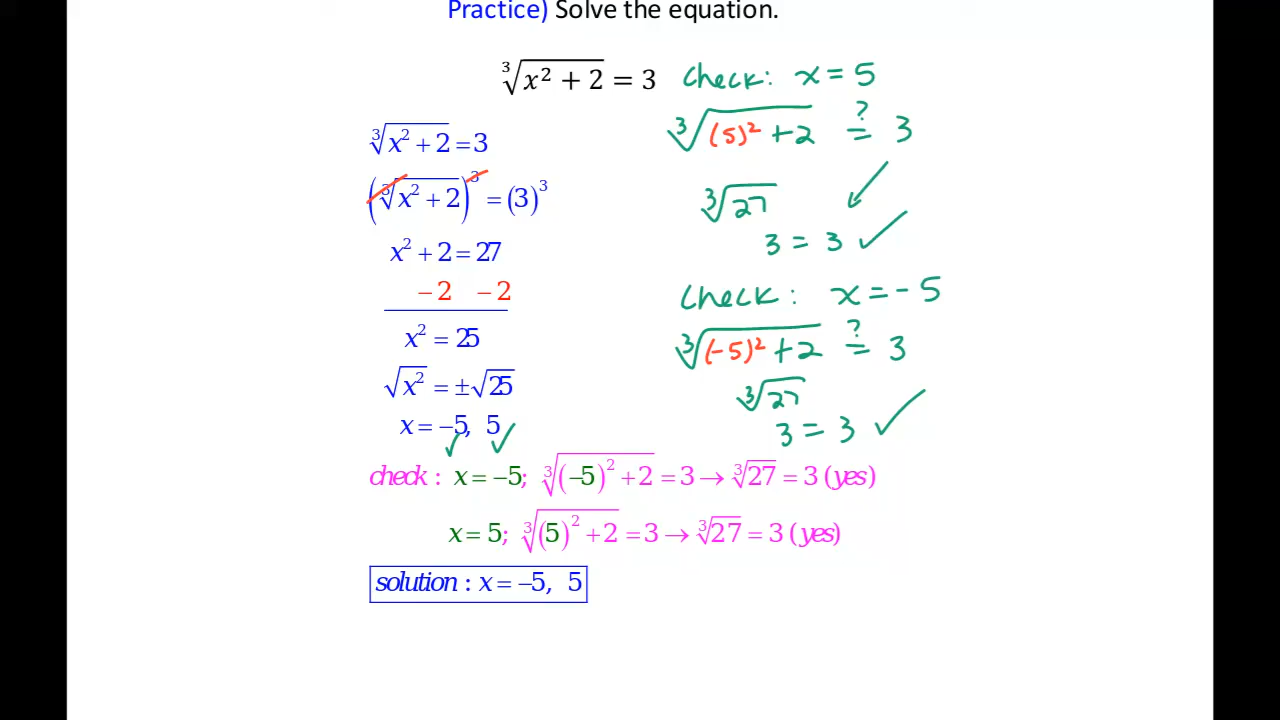 Practice) Solve the equation.
∛(x² + 2) = 3
∛(x² + 2) = 3
(∛(x² + 2))³ = (3)³
x² + 2 = 27
− 2 − 2
x² = 25
√x² = ±√25
x = −5, 5 ✓ ✓
check: x = 5
∛((5)² + 2) ?= 3
∛27
3 = 3 ✓
check: x = -5
∛((-5)² + 2) ?= 3
∛27
3 = 3 ✓
check : x = −5; ∛((−5)² + 2) = 3 → ∛27 = 3 (yes)
x = 5; ∛((5)² + 2) = 3 → ∛27 = 3 (yes)
solution : x = −5, 5